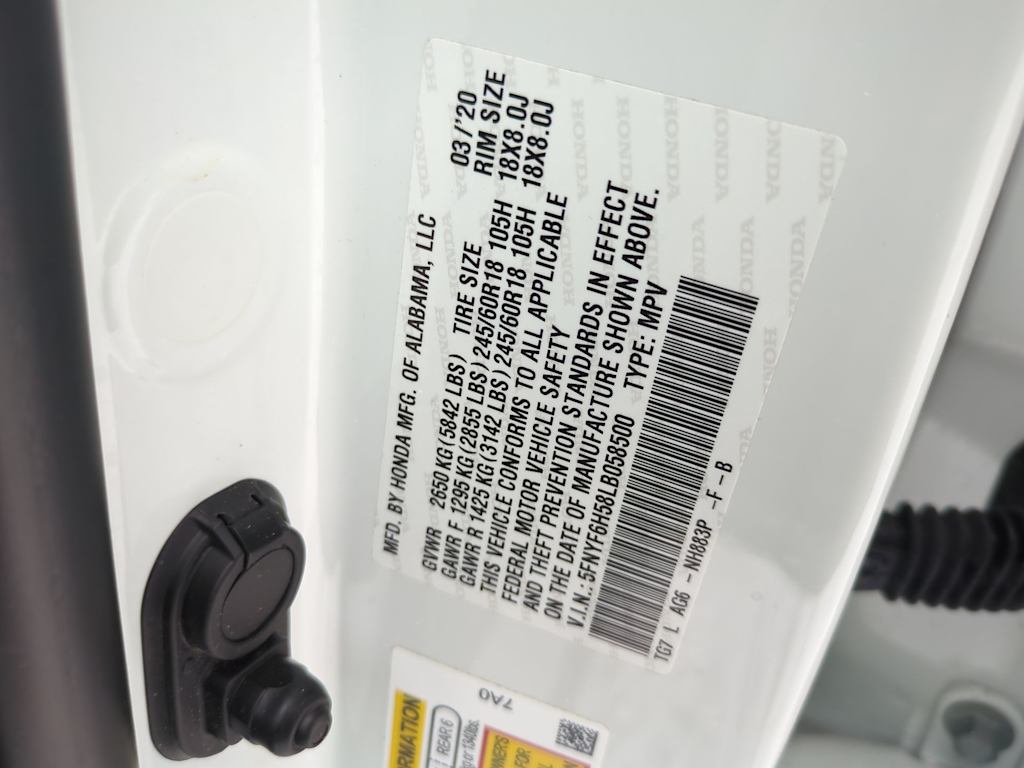 MFD. BY HONDA MFG. OF ALABAMA, LLC 03/'20
GVWR 2650 KG(5842 LBS) TIRE SIZE RIM SIZE
GAWR F 1295 KG(2855 LBS) 245/60R18 105H 18X8.0J
GAWR R 1425 KG(3142 LBS) 245/60R18 105H 18X8.0J
THIS VEHICLE CONFORMS TO ALL APPLICABLE
FEDERAL MOTOR VEHICLE SAFETY
AND THEFT PREVENTION STANDARDS IN EFFECT
ON THE DATE OF MANUFACTURE SHOWN ABOVE.
V.I.N.: 5FNYF6H58LB058500 TYPE: MPV
TG7 L AG6 - NH883P - F - B
HONDA
7A0
REAR 6